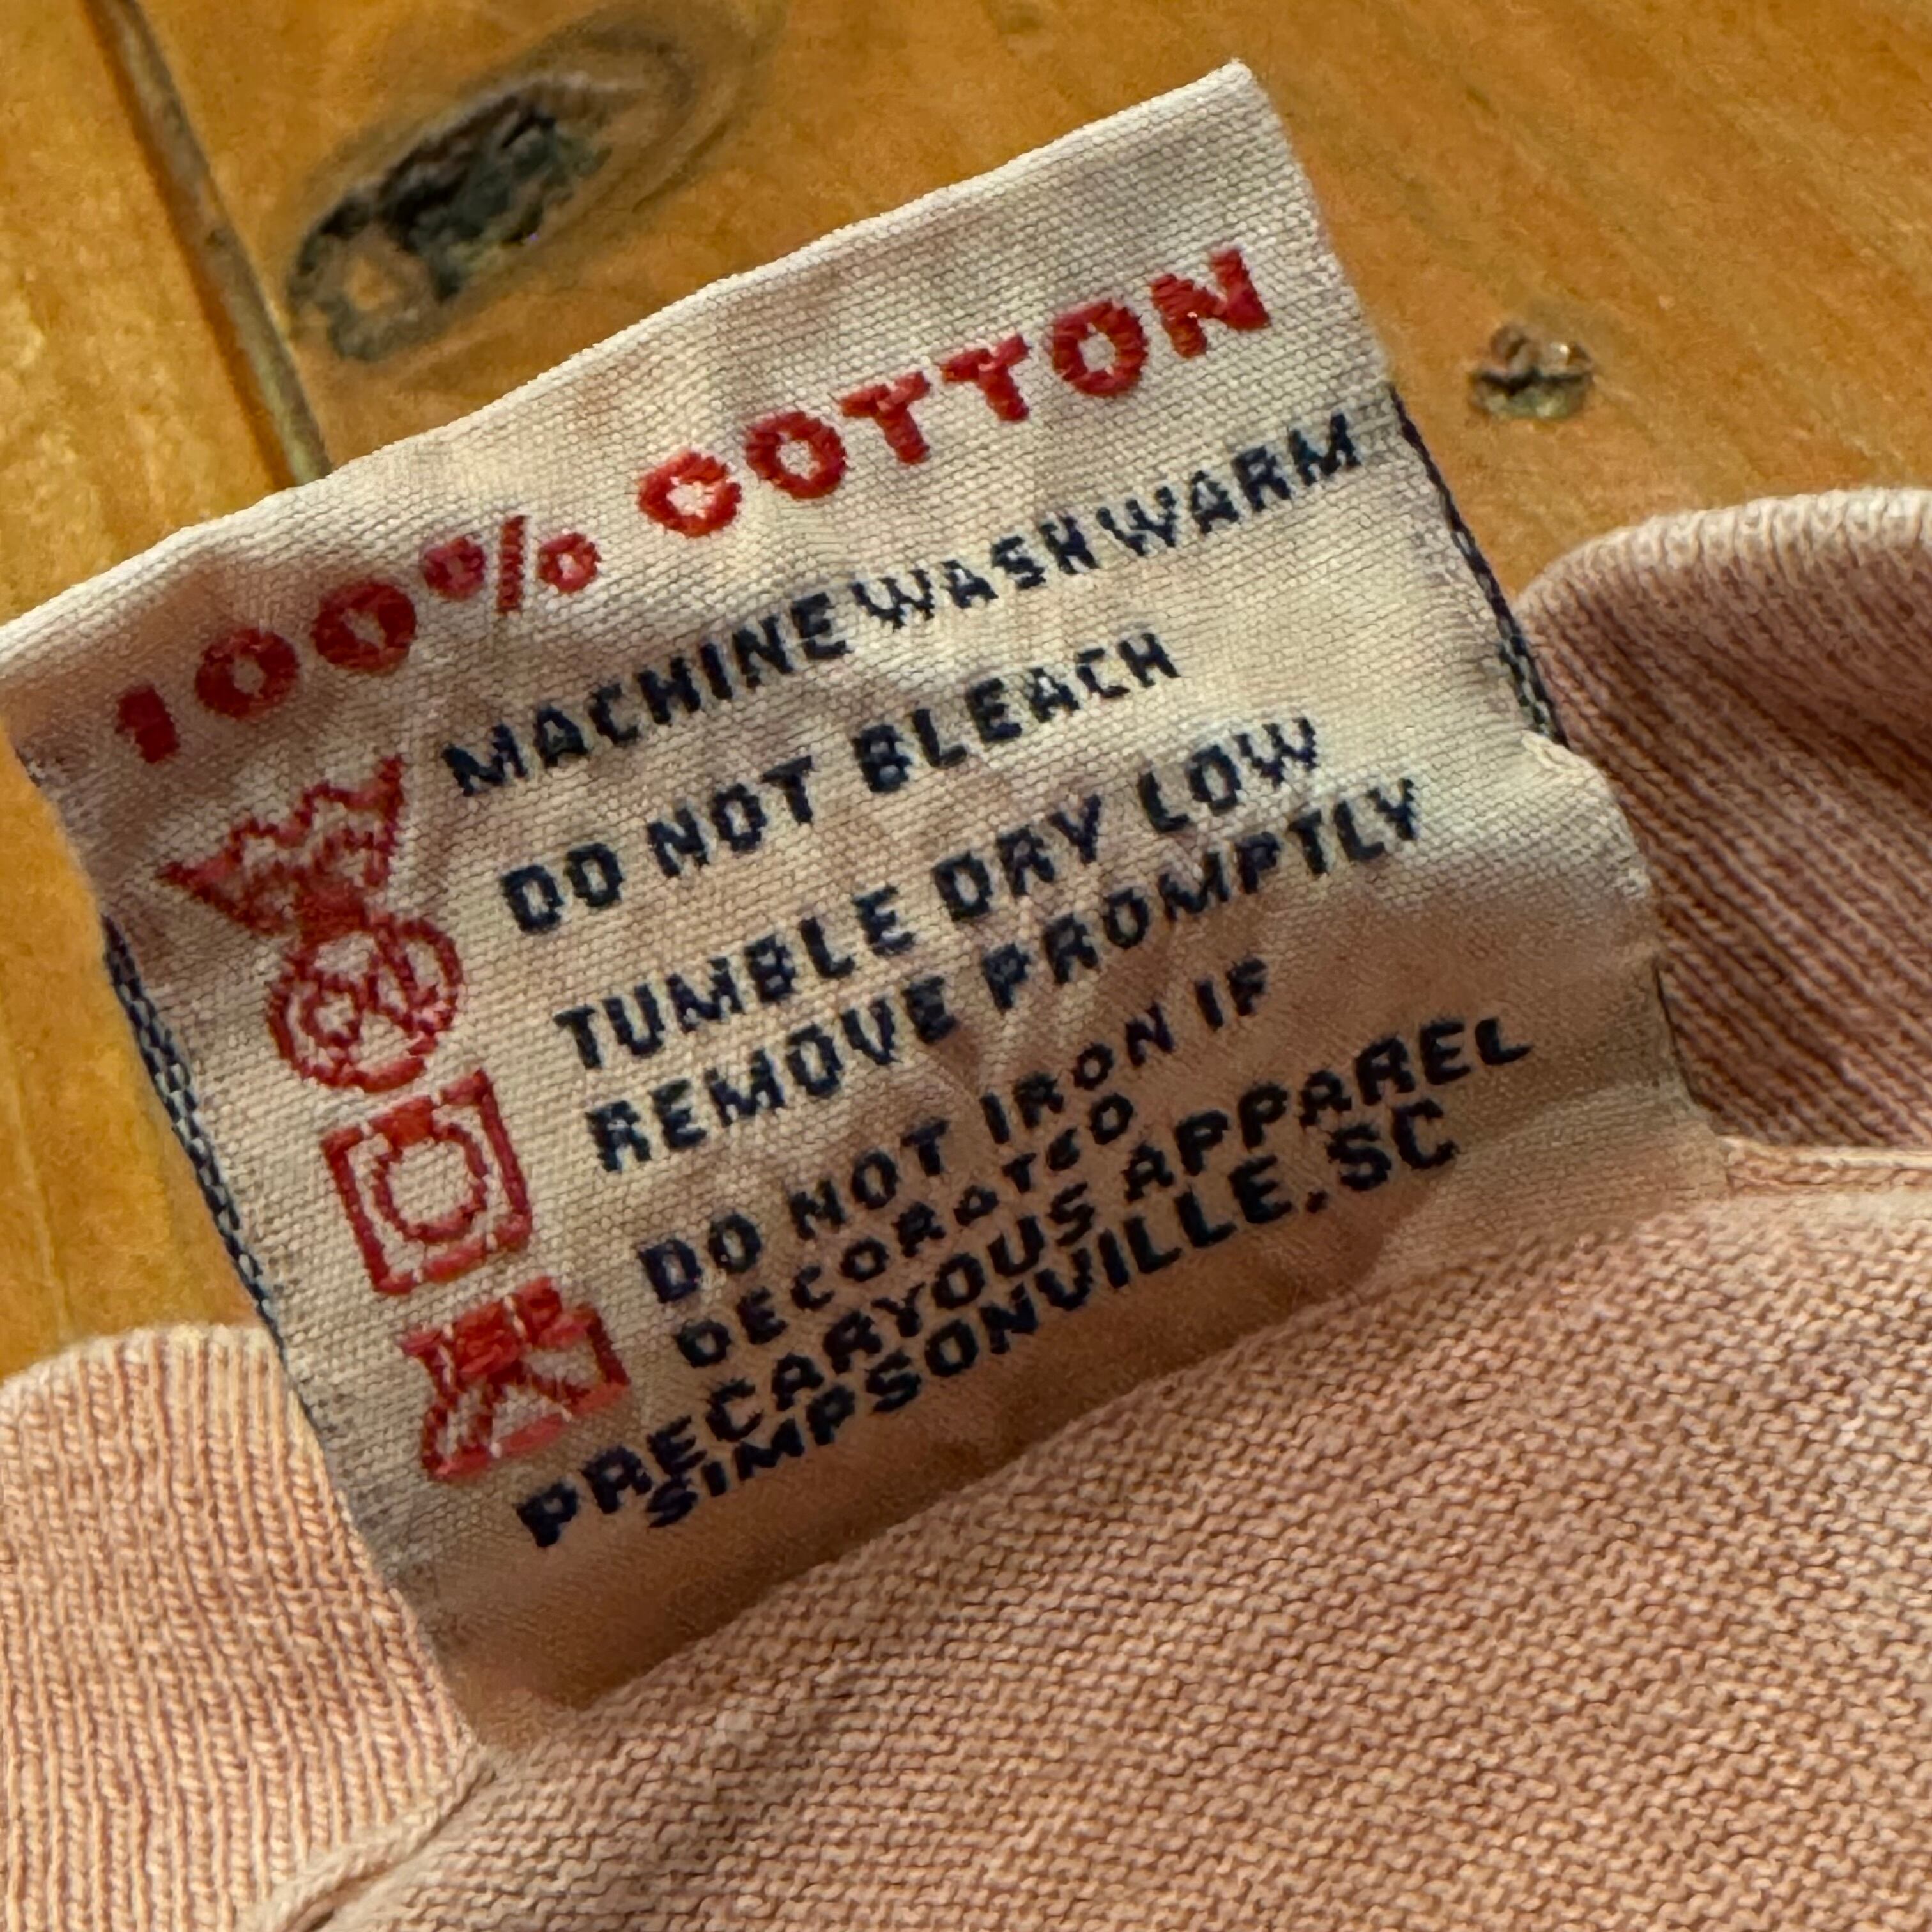 100% COTTON
MACHINE WASH WARM
DO NOT BLEACH
TUMBLE DRY LOW
REMOVE PROMPTLY
DO NOT IRON IF
DECORATED
PRECARYOUS APPAREL
SIMPSONVILLE, SC